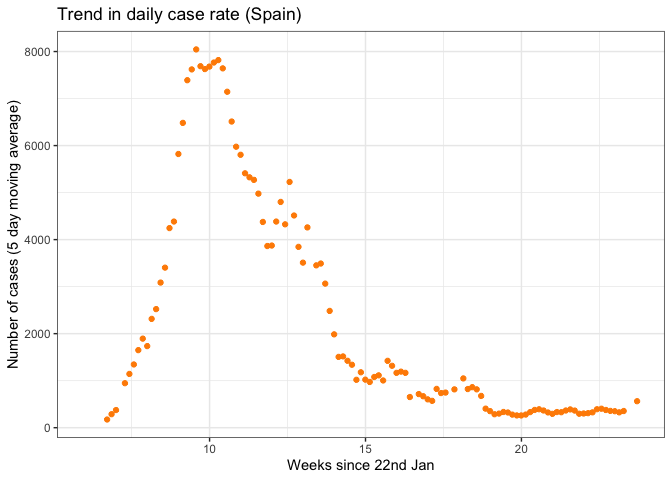 Trend in daily case rate (Spain)
Number of cases (5 day moving average)
8000
6000
4000
2000
0
10
15
20
Weeks since 22nd Jan